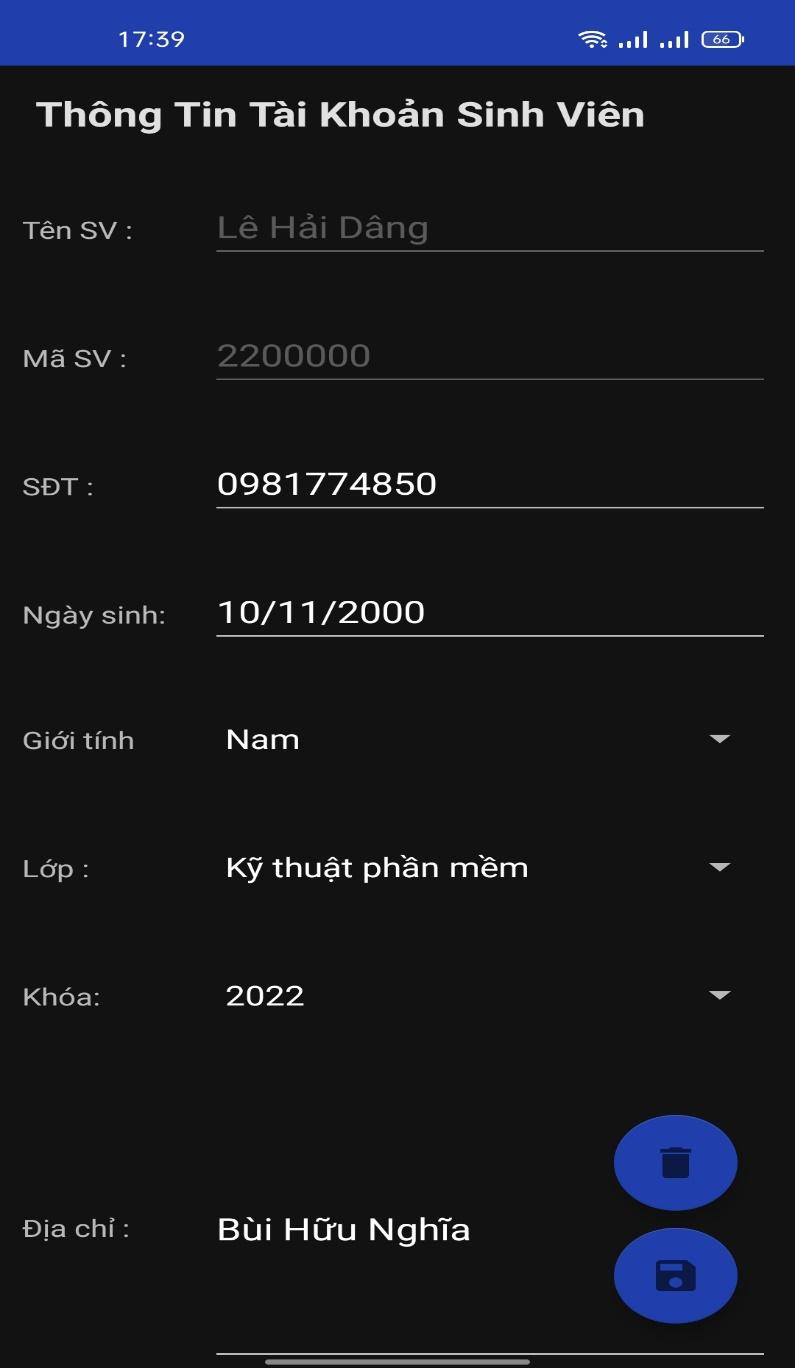 17:39
66
Thông Tin Tài Khoản Sinh Viên
Tên SV : Lê Hải Dâng
Mã SV : 2200000
SĐT : 0981774850
Ngày sinh: 10/11/2000
Giới tính Nam
Lớp : Kỹ thuật phần mềm
Khóa: 2022
Địa chỉ : Bùi Hữu Nghĩa